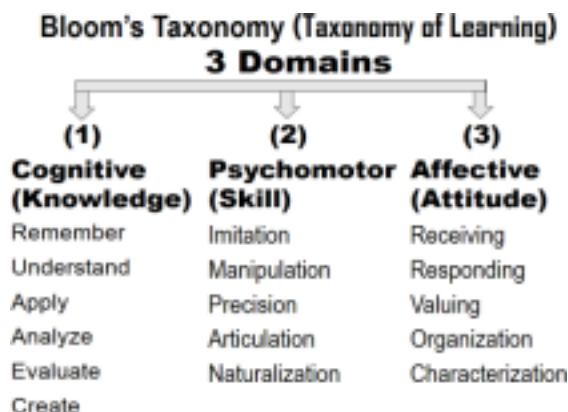 Bloom's Taxonomy (Taxonomy of Learning)
3 Domains
(1)
Cognitive
(Knowledge)
Remember
Understand
Apply
Analyze
Evaluate
Create
(2)
Psychomotor
(Skill)
Imitation
Manipulation
Precision
Articulation
Naturalization
(3)
Affective
(Attitude)
Receiving
Responding
Valuing
Organization
Characterization